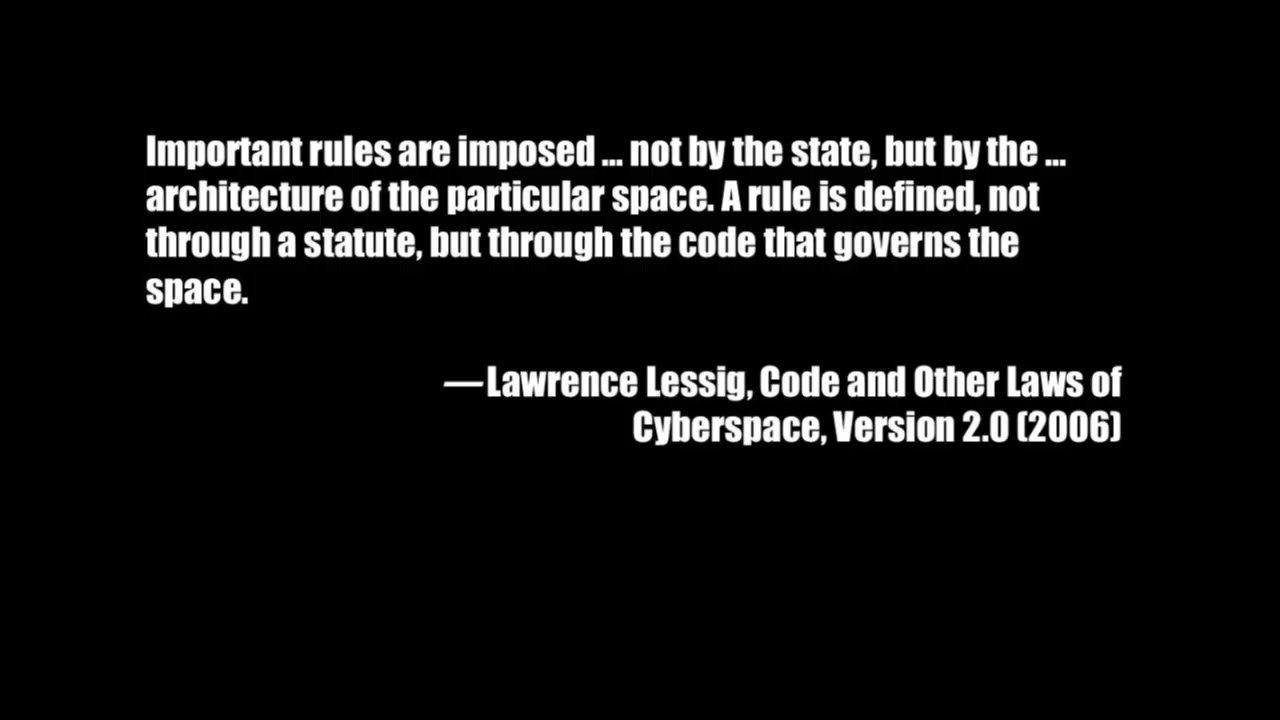 Important rules are imposed ... not by the state, but by the ...
architecture of the particular space. A rule is defined, not
through a statute, but through the code that governs the
space.
—Lawrence Lessig, Code and Other Laws of
Cyberspace, Version 2.0 (2006)